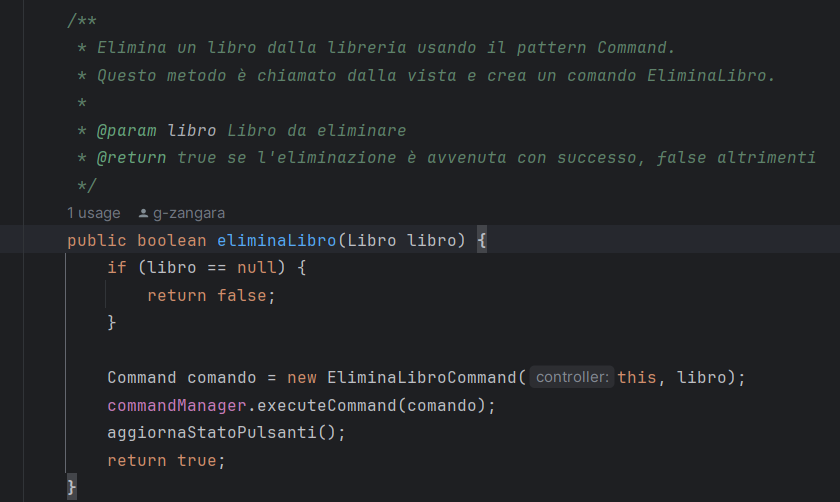 /**
 * Elimina un libro dalla libreria usando il pattern Command.
 * Questo metodo è chiamato dalla vista e crea un comando EliminaLibro.
 *
 * @param libro Libro da eliminare
 * @return true se l'eliminazione è avvenuta con successo, false altrimenti
 */
1 usage g-zangara
public boolean eliminaLibro(Libro libro) {
    if (libro == null) {
        return false;
    }
    Command comando = new EliminaLibroCommand( controller: this, libro);
    commandManager.executeCommand(comando);
    aggiornaStatoPulsanti();
    return true;
}